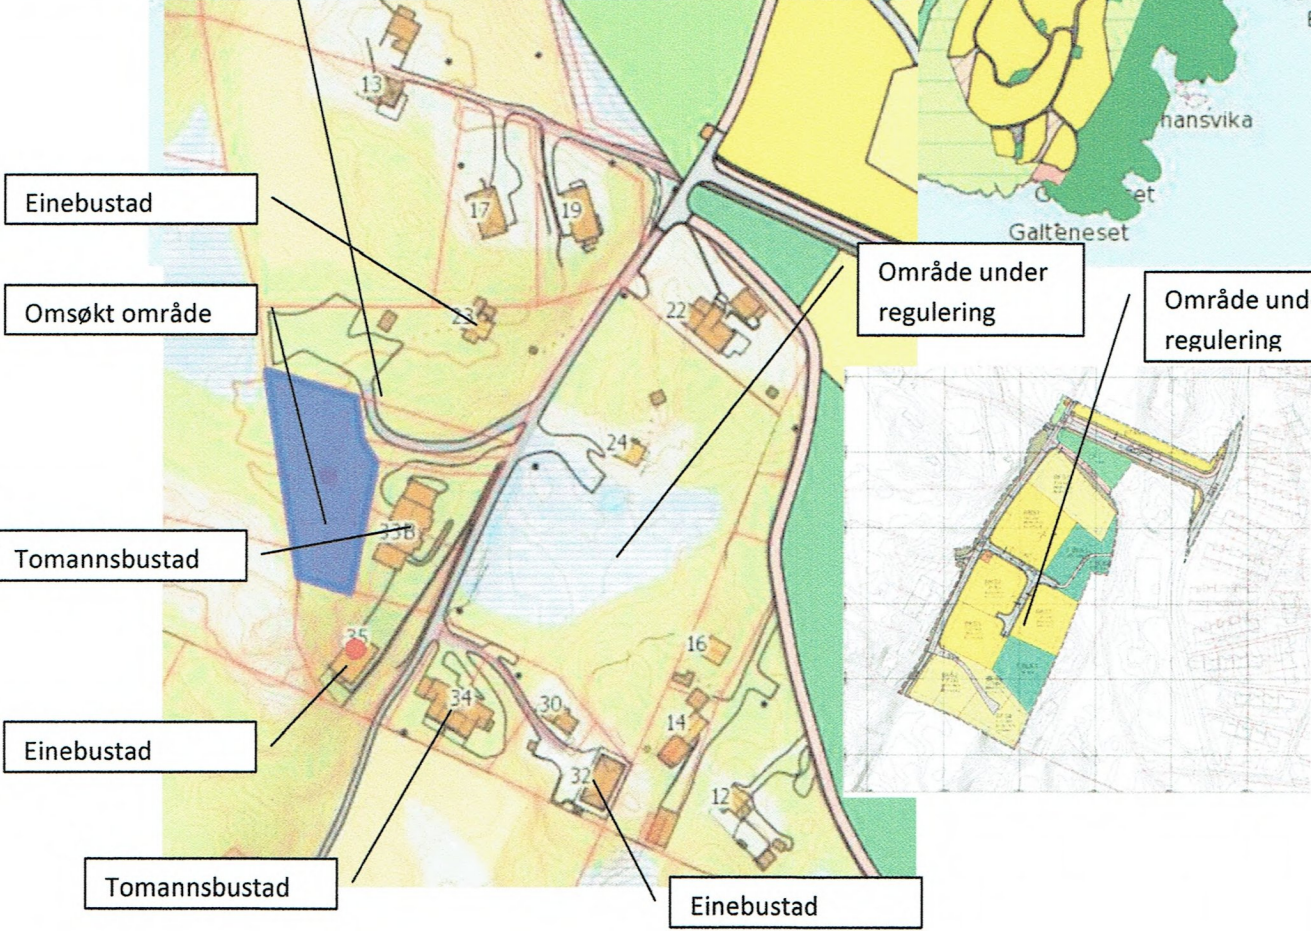 13
hansvika
17
19
et
Galteneset
Einebustad
Område under
regulering
Område und
regulering
Omsøkt område
23
22
24
33B
Tomannsbustad
35
16
34
30
14
Einebustad
32
12
Tomannsbustad
Einebustad